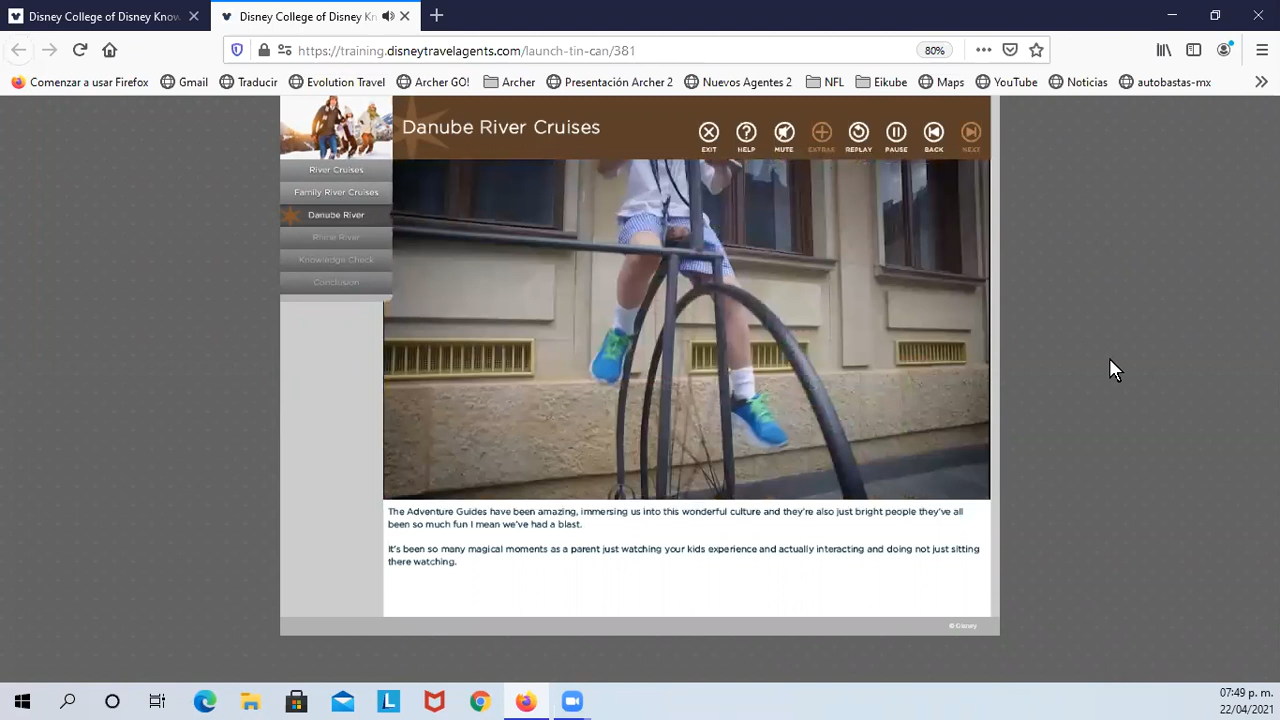 Disney College of Disney Know
Disney College of Disney Kn
https://training.disneytravelagents.com/launch-tin-can/381
80%
Comenzar a usar Firefox
Gmail
Traducir
Evolution Travel
Archer GO!
Archer
Presentación Archer 2
Nuevos Agentes 2
NFL
Eikube
Maps
YouTube
Noticias
autobastas-mx
Danube River Cruises
EXIT
HELP
MUTE
EXTRAS
REPLAY
PAUSE
BACK
NEXT
River Cruises
Family River Cruises
Danube River
Rhine River
Knowledge Check
Conclusion
The Adventure Guides have been amazing, immersing us into this wonderful culture and they're also just bright people they've all
been so much fun I mean we've had a blast.
It's been so many magical moments as a parent just watching your kids experience and actually interacting and doing not just sitting
there watching.
© Disney
07:49 p. m.
22/04/2021